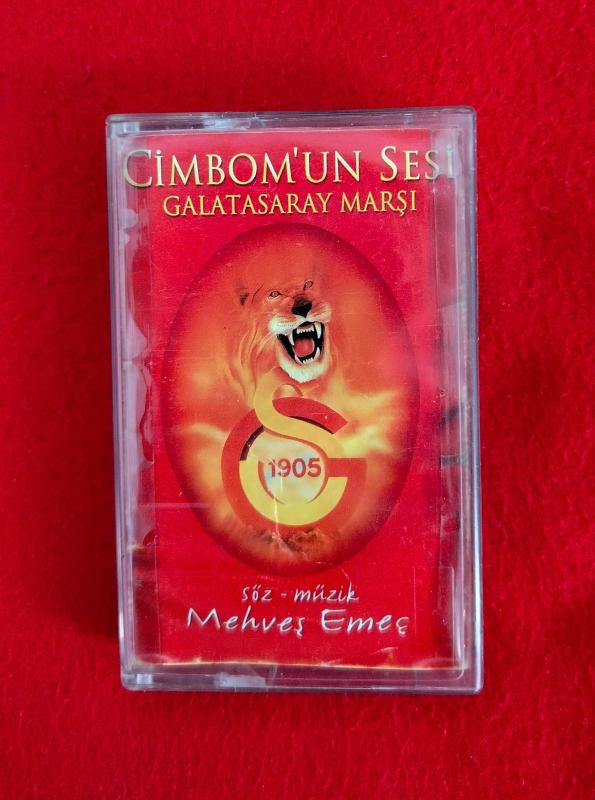 CİMBOM'UN SESİ
GALATASARAY MARŞI
1905
söz - müzik
Mehveş Emeç